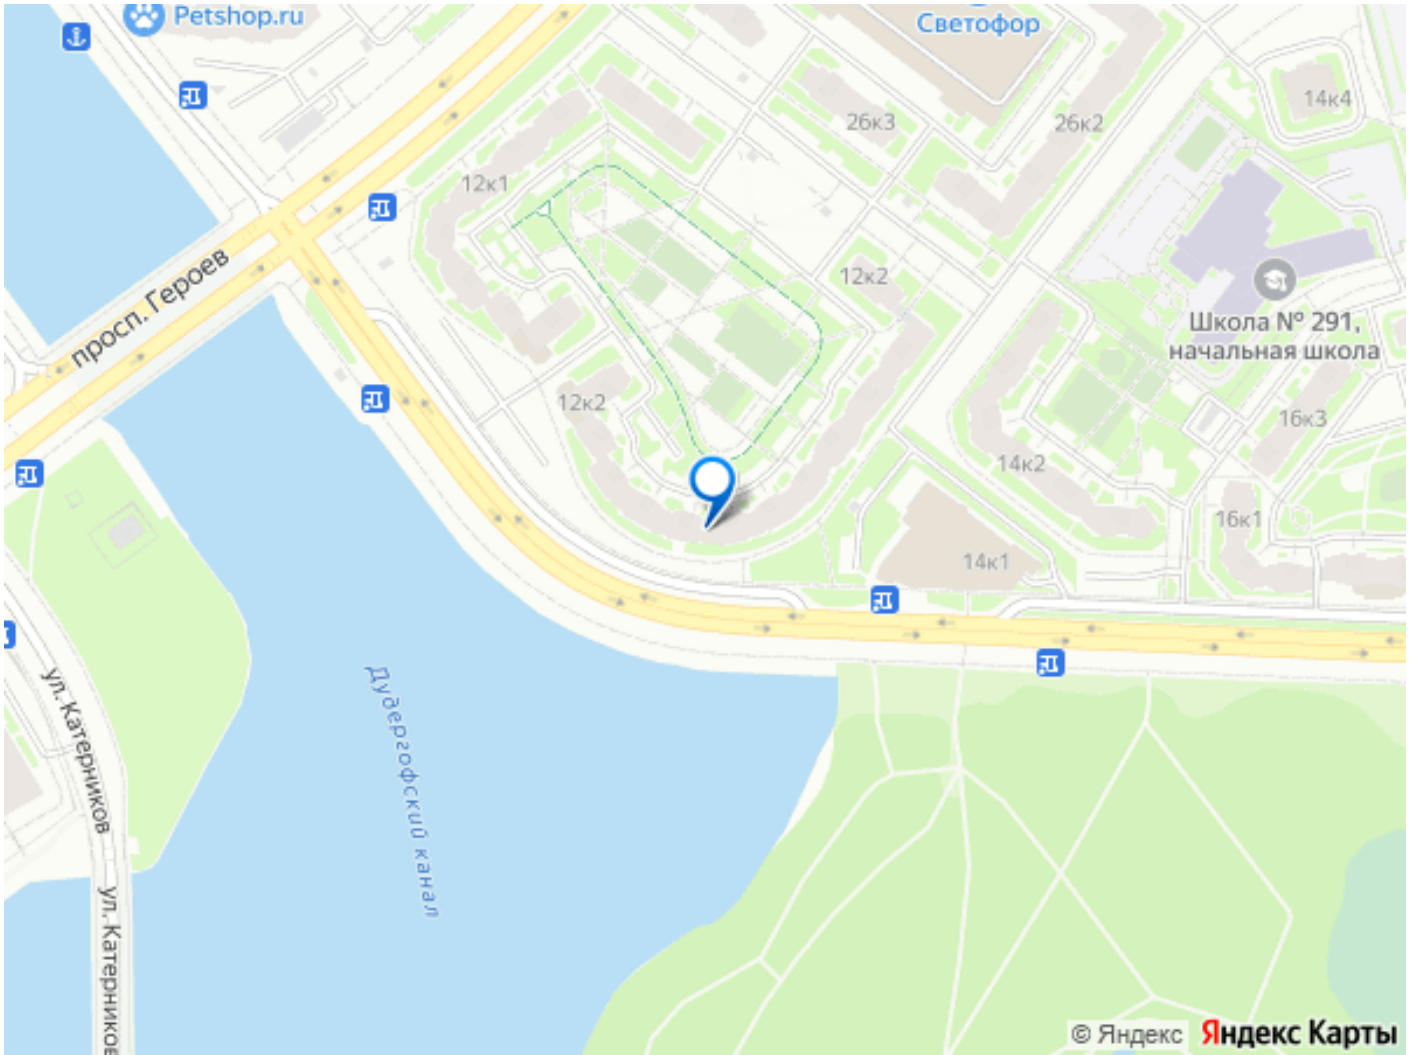 Petshop.ru
Светофор
14к4
26к3
26к2
12к1
просп. Героев
12к2
Школа № 291,
начальная школа
12к2
16к3
14к2
16к1
14к1
ул. Катерников
Дудергофский канал
ул. Катерников
© Яндекс Яндекс Карты